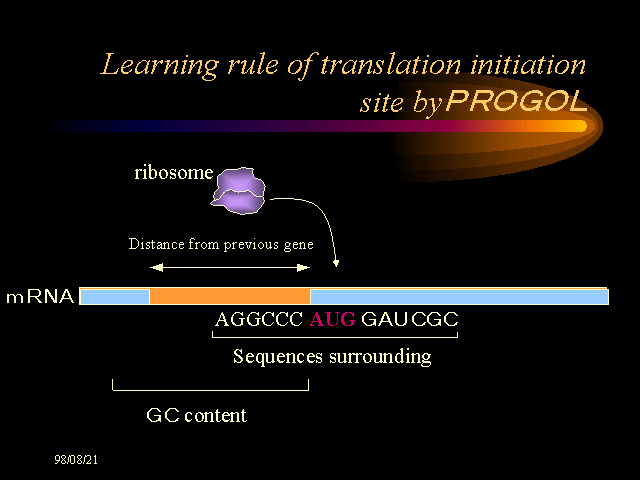 Learning rule of translation initiation
site by PROGOL
ribosome
Distance from previous gene
mRNA
AGGCCC AUG GAUCGC
Sequences surrounding
GC content
98/08/21